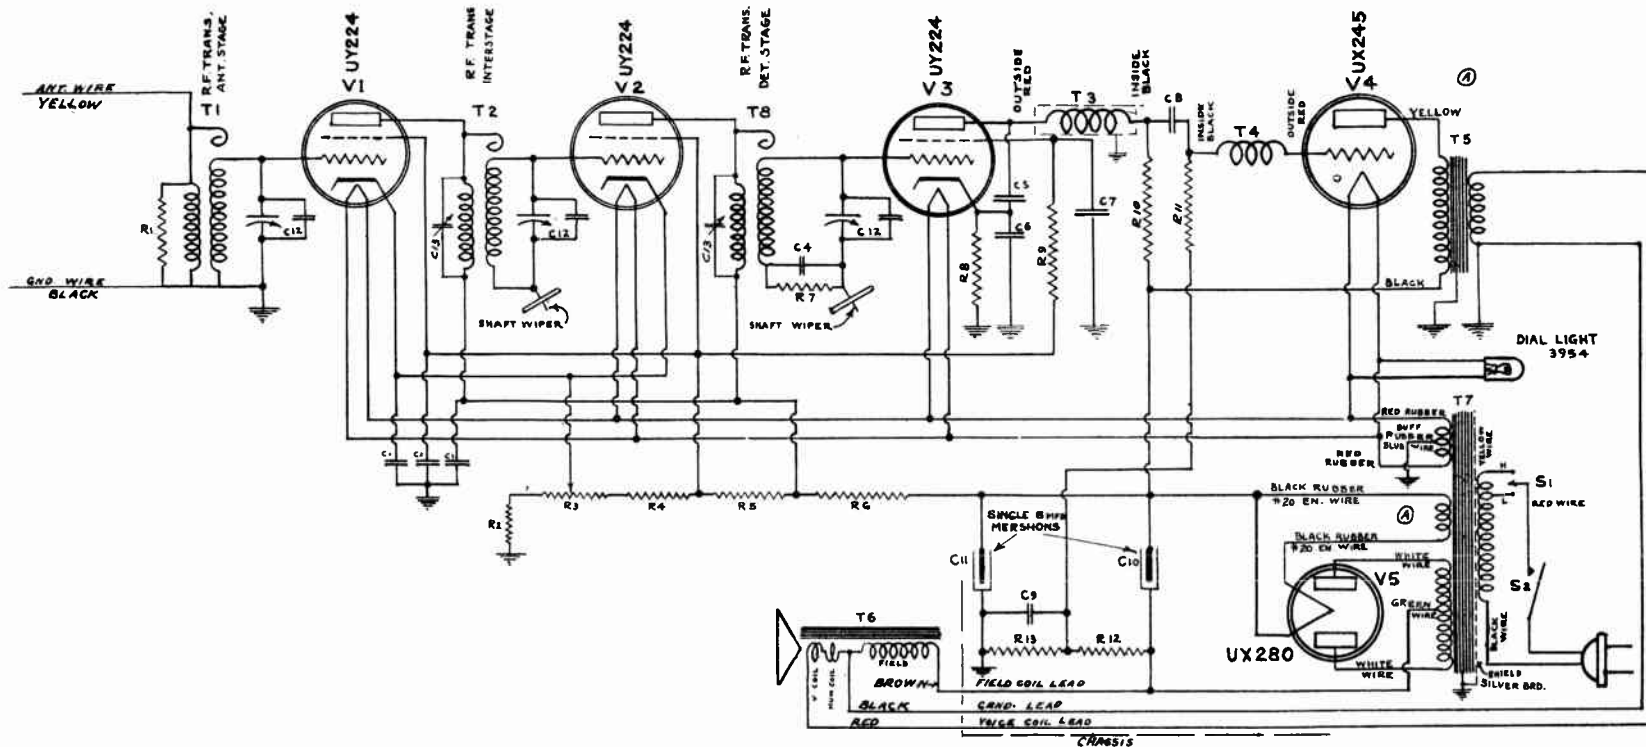 ANT. WIRE
YELLOW
GND WIRE
BLACK
R.F. TRANS.
ANT. STAGE
T1
R1
UY224
V1
C12
R.F. TRANS
INTERSTAGE
T2
C13
UY224
V2
C12
SHAFT WIPER
R.F. TRANS.
DET. STAGE
T8
C13
C4
R7
C12
SHAFT WIPER
UY224
V3
OUTSIDE
RED
T3
INSIDE
BLACK
C5
C6
R8
R9
C7
R10
C8
R11
INSIDE
BLACK
T4
OUTSIDE
RED
UX245
V4
A
YELLOW
T5
BLACK
DIAL LIGHT
3954
T7
RED RUBBER
BUFF
RUBBER
WIRE
RED
RUBBER
YELLOW
WIRE
H
L
S1
RED WIRE
BLACK RUBBER
#20 EN. WIRE
A
BLACK RUBBER
#20 EN WIRE
WHITE
WIRE
V5
GREEN
WIRE
UX280
WHITE
WIRE
BLACK
WIRE
S2
SHIELD
SILVER BRD.
R2
R3
R4
R5
R6
SINGLE 8 MFD
MERSHONS
C11
C10
C9
R13
R12
T6
V COIL
HUM COIL
FIELD
BROWN
FIELD COIL LEAD
BLACK
GRND. LEAD
RED
VOICE COIL LEAD
CHASSIS